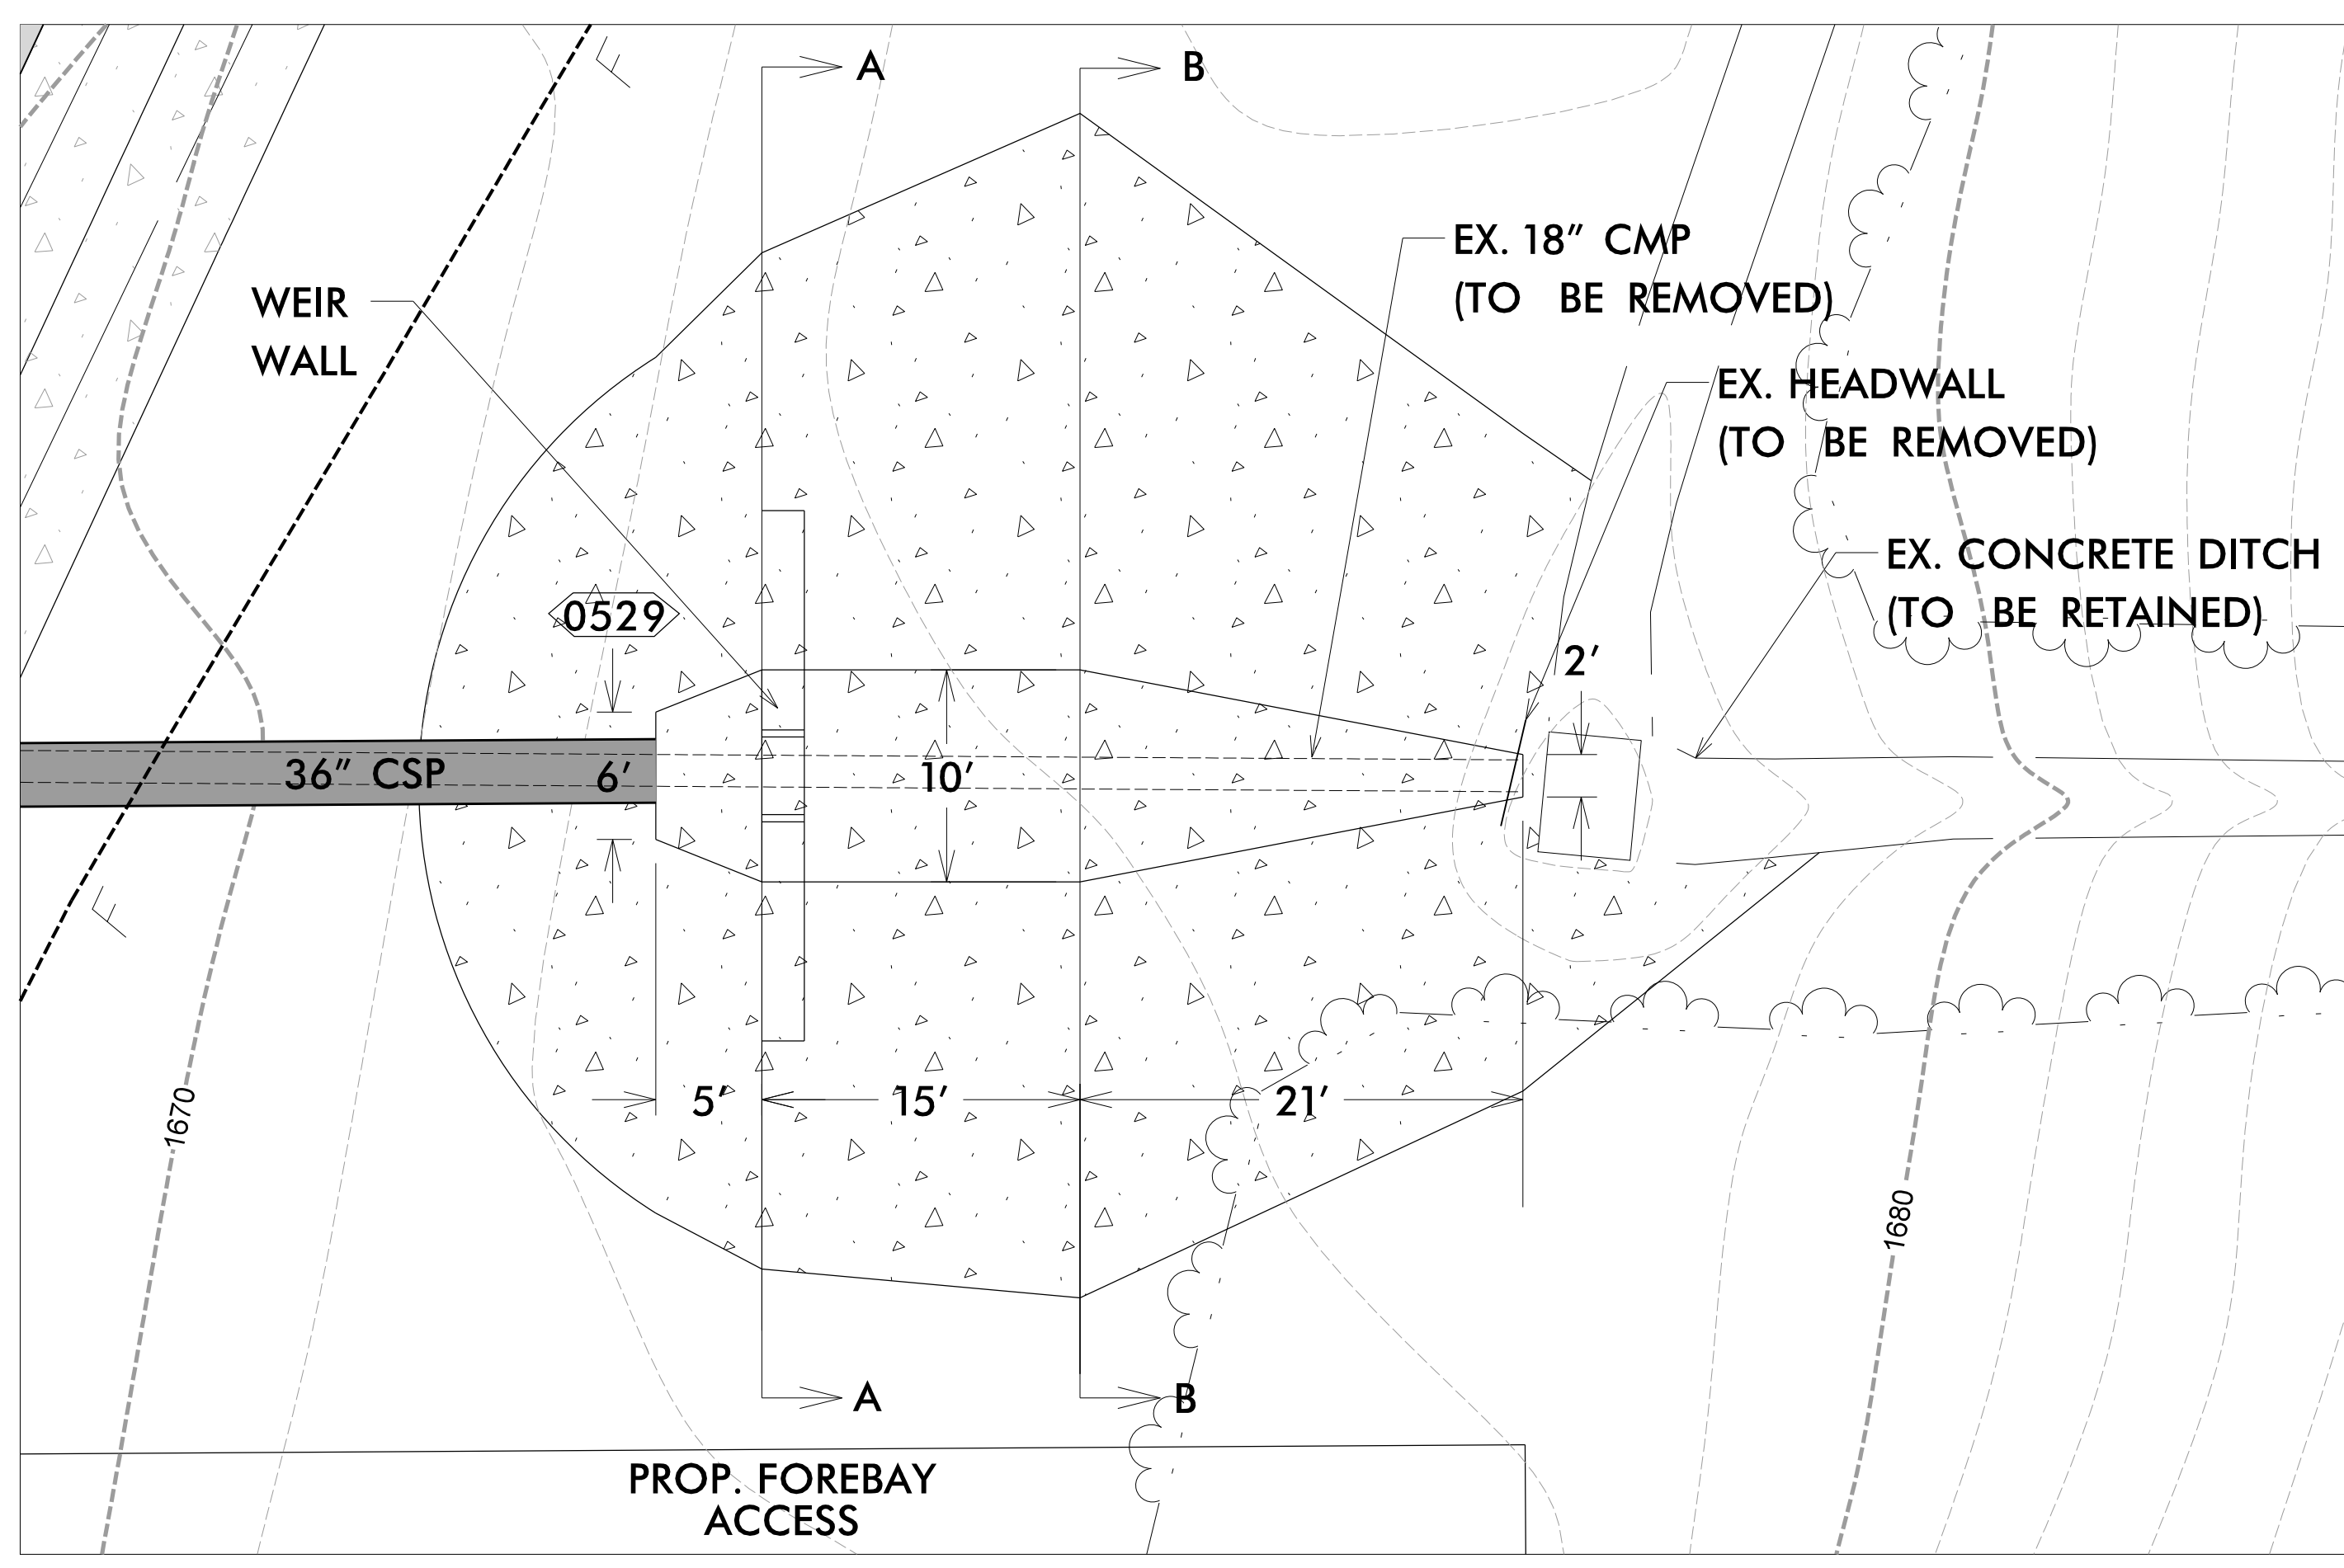 A
B
EX. 18" CMP
(TO BE REMOVED)
WEIR
WALL
EX. HEADWALL
(TO BE REMOVED)
EX. CONCRETE DITCH
(TO BE RETAINED)
0529
2'
36" CSP
6'
10'
5'
15'
21'
1670
1680
A
B
PROP. FOREBAY
ACCESS
F
F